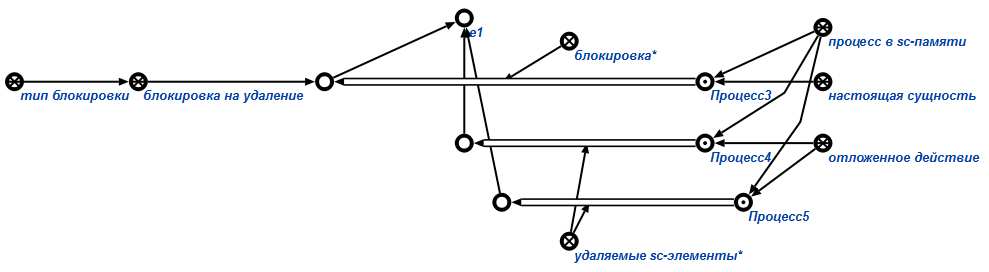 e1
процесс в sc-памяти
блокировка*
тип блокировки
блокировка на удаление
Процесс3
настоящая сущность
Процесс4
отложенное действие
Процесс5
удаляемые sc-элементы*